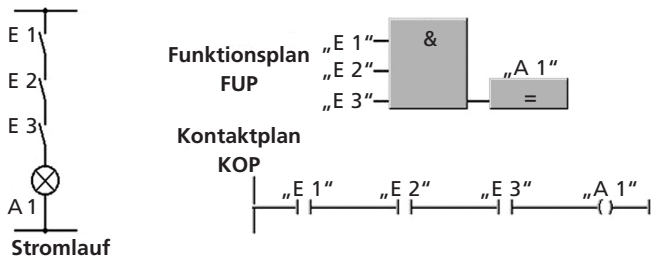 E 1
E 2
E 3
A 1
Stromlauf
Funktionsplan
FUP
„E 1“
„E 2“
„E 3“
&
„A 1“
=
Kontaktplan
KOP
„E 1“ „E 2“ „E 3“ „A 1“